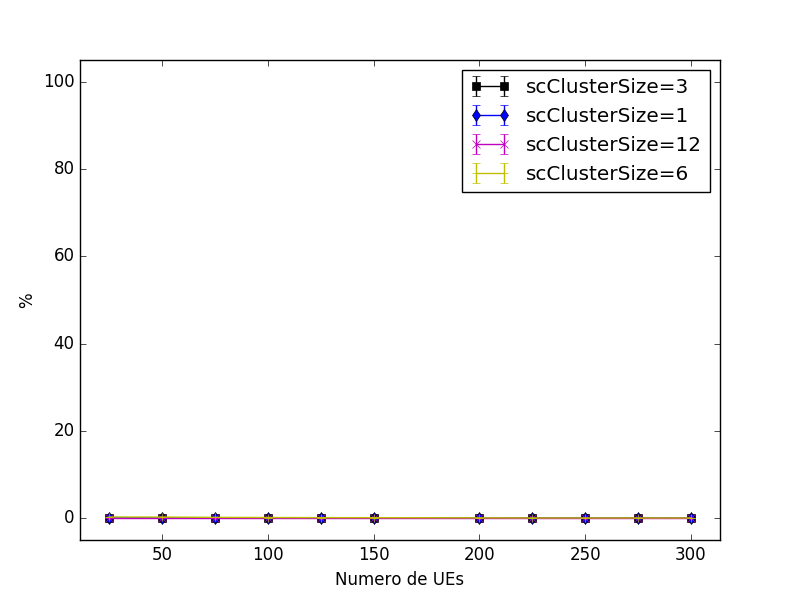 100
80
60
40
20
0
%
scClusterSize=3
scClusterSize=1
scClusterSize=12
scClusterSize=6
50 100 150 200 250 300
Numero de UEs